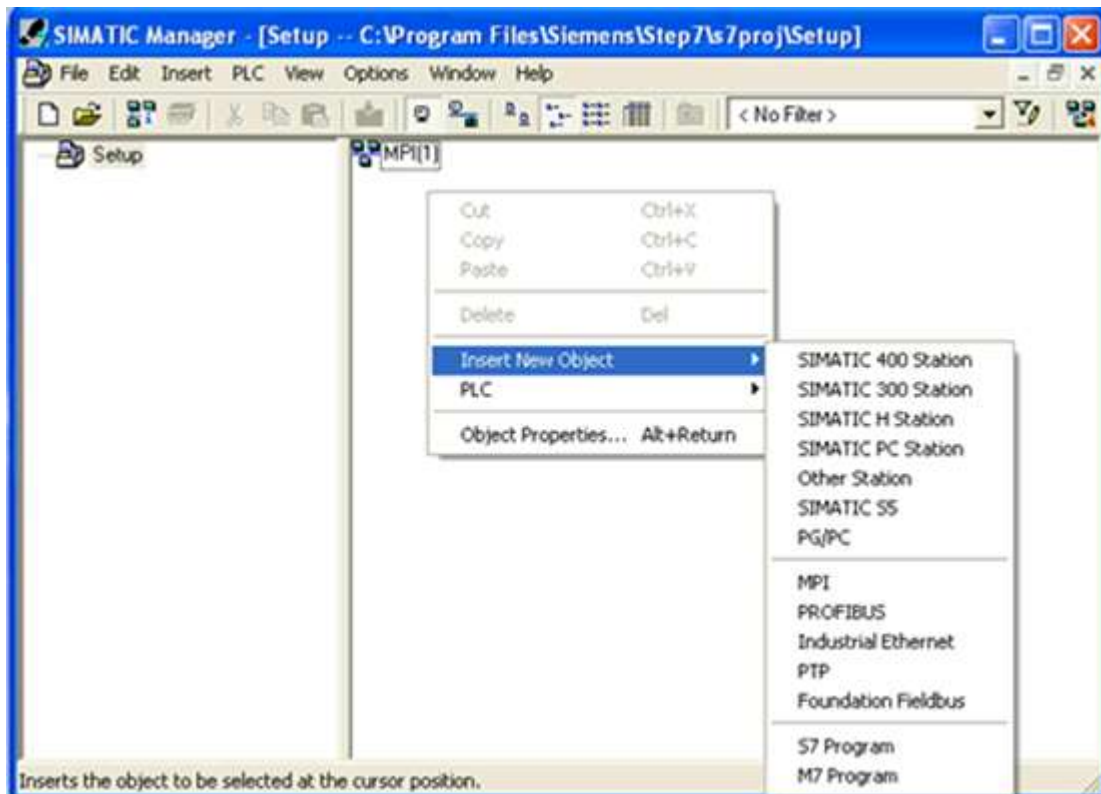 SIMATIC Manager - [Setup -- C:\Program Files\Siemens\Step7\s7proj\Setup]
File Edit Insert PLC View Options Window Help
< No Filter >
Setup
MPI(1)
Cut Ctrl+X
Copy Ctrl+C
Paste Ctrl+V
Delete Del
Insert New Object
PLC
Object Properties... Alt+Return
SIMATIC 400 Station
SIMATIC 300 Station
SIMATIC H Station
SIMATIC PC Station
Other Station
SIMATIC S5
PG/PC
MPI
PROFIBUS
Industrial Ethernet
PTP
Foundation Fieldbus
S7 Program
M7 Program
Inserts the object to be selected at the cursor position.